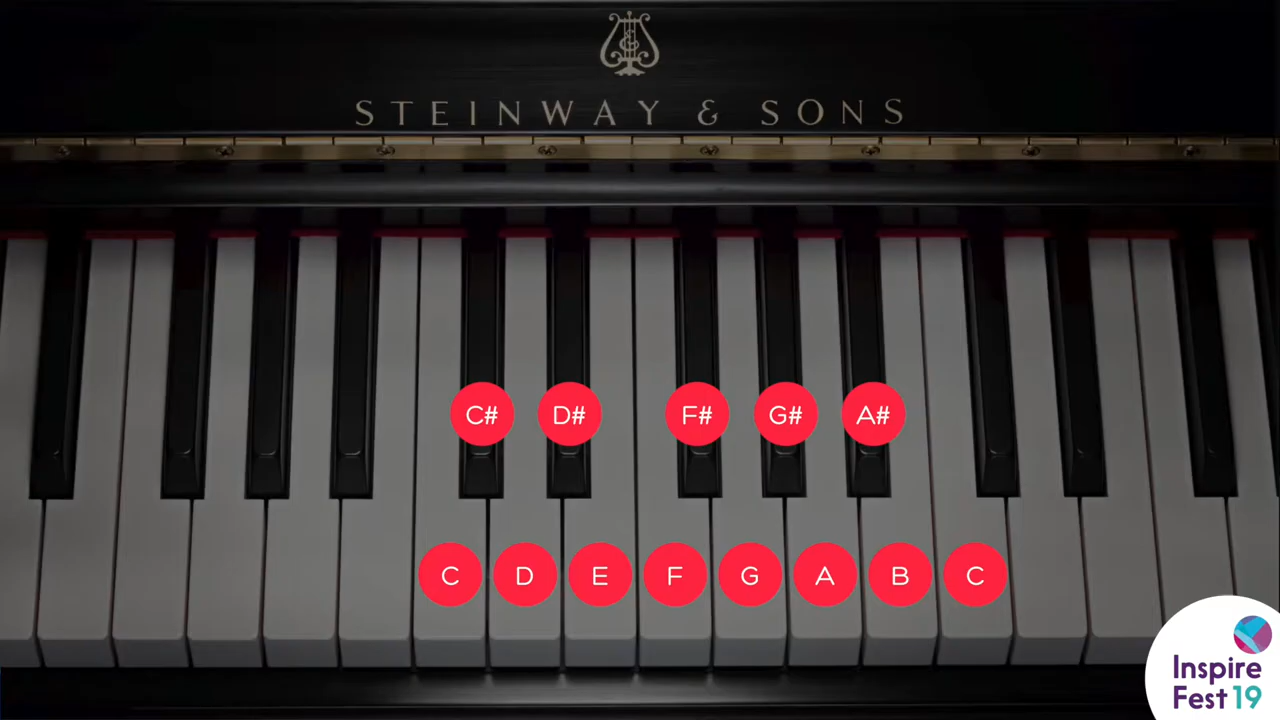 STEINWAY & SONS
C# D# F# G# A#
C D E F G A B C
Inspire
Fest 19